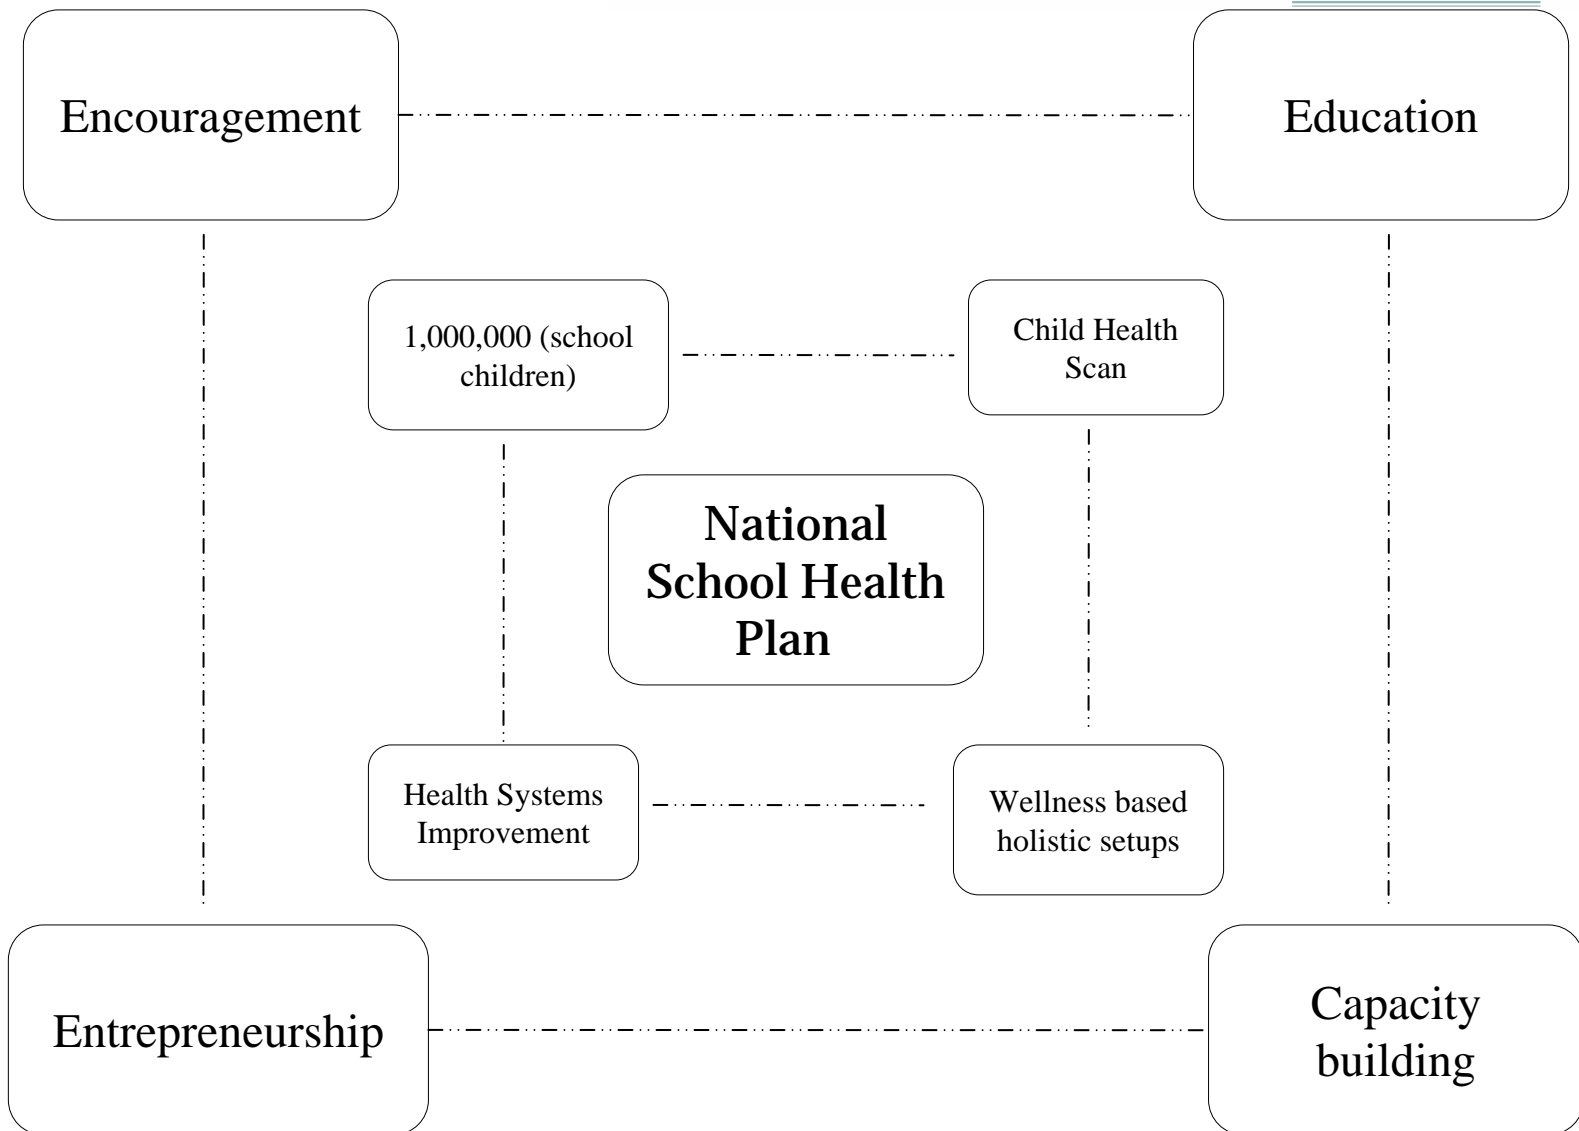 Encouragement
Education
1,000,000 (school
children)
Child Health
Scan
National
School Health
Plan
Health Systems
Improvement
Wellness based
holistic setups
Entrepreneurship
Capacity
building